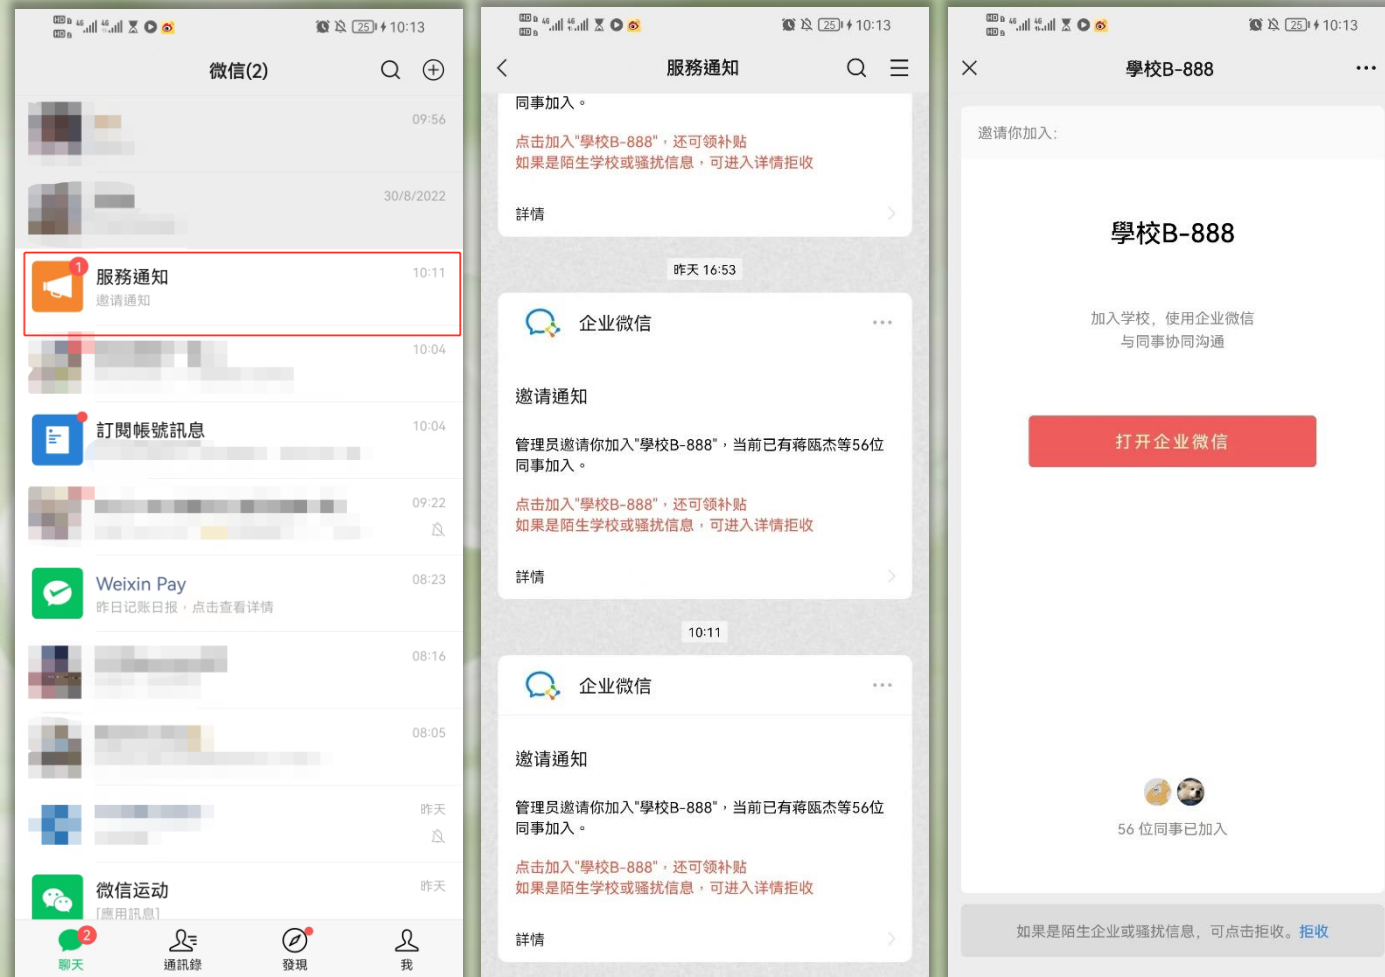 10:13
微信(2)
09:56
30/8/2022
1
服務通知
10:11
邀请通知
10:04
訂閱帳號訊息
10:04
09:22
Weixin Pay
08:23
昨日记账日报，点击查看详情
08:16
08:05
昨天
微信运动
昨天
[應用訊息]
2
聊天
通訊錄
發現
我
25
10:13
服務通知
同事加入。
点击加入"學校B-888"，还可领补贴
如果是陌生学校或骚扰信息，可进入详情拒收
詳情
昨天 16:53
企业微信
邀请通知
管理员邀请你加入"學校B-888"，当前已有蒋瓯杰等56位
同事加入。
点击加入"學校B-888"，还可领补贴
如果是陌生学校或骚扰信息，可进入详情拒收
詳情
10:11
企业微信
邀请通知
管理员邀请你加入"學校B-888"，当前已有蒋瓯杰等56位
同事加入。
点击加入"學校B-888"，还可领补贴
如果是陌生学校或骚扰信息，可进入详情拒收
詳情
25
10:13
學校B-888
邀请你加入:
學校B-888
加入学校，使用企业微信
与同事协同沟通
打开企业微信
56 位同事已加入
如果是陌生企业或骚扰信息，可点击拒收。拒收